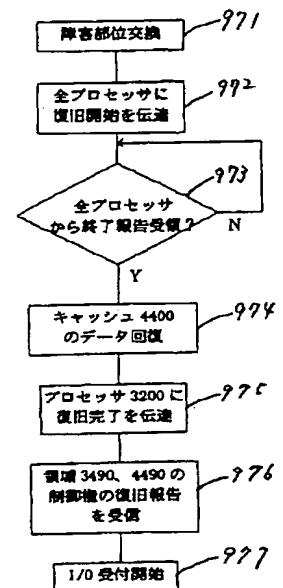 障害部位交換
971
全プロセッサに
復旧開始を伝達
972
973
全プロセッサ
から終了報告受領?
N
Y
キャッシュ 4400
のデータ回復
974
プロセッサ 3200 に
復旧完了を伝達
975
領域 3490、4490 の
制御権の復旧報告
を受信
976
I/O 受付開始
977